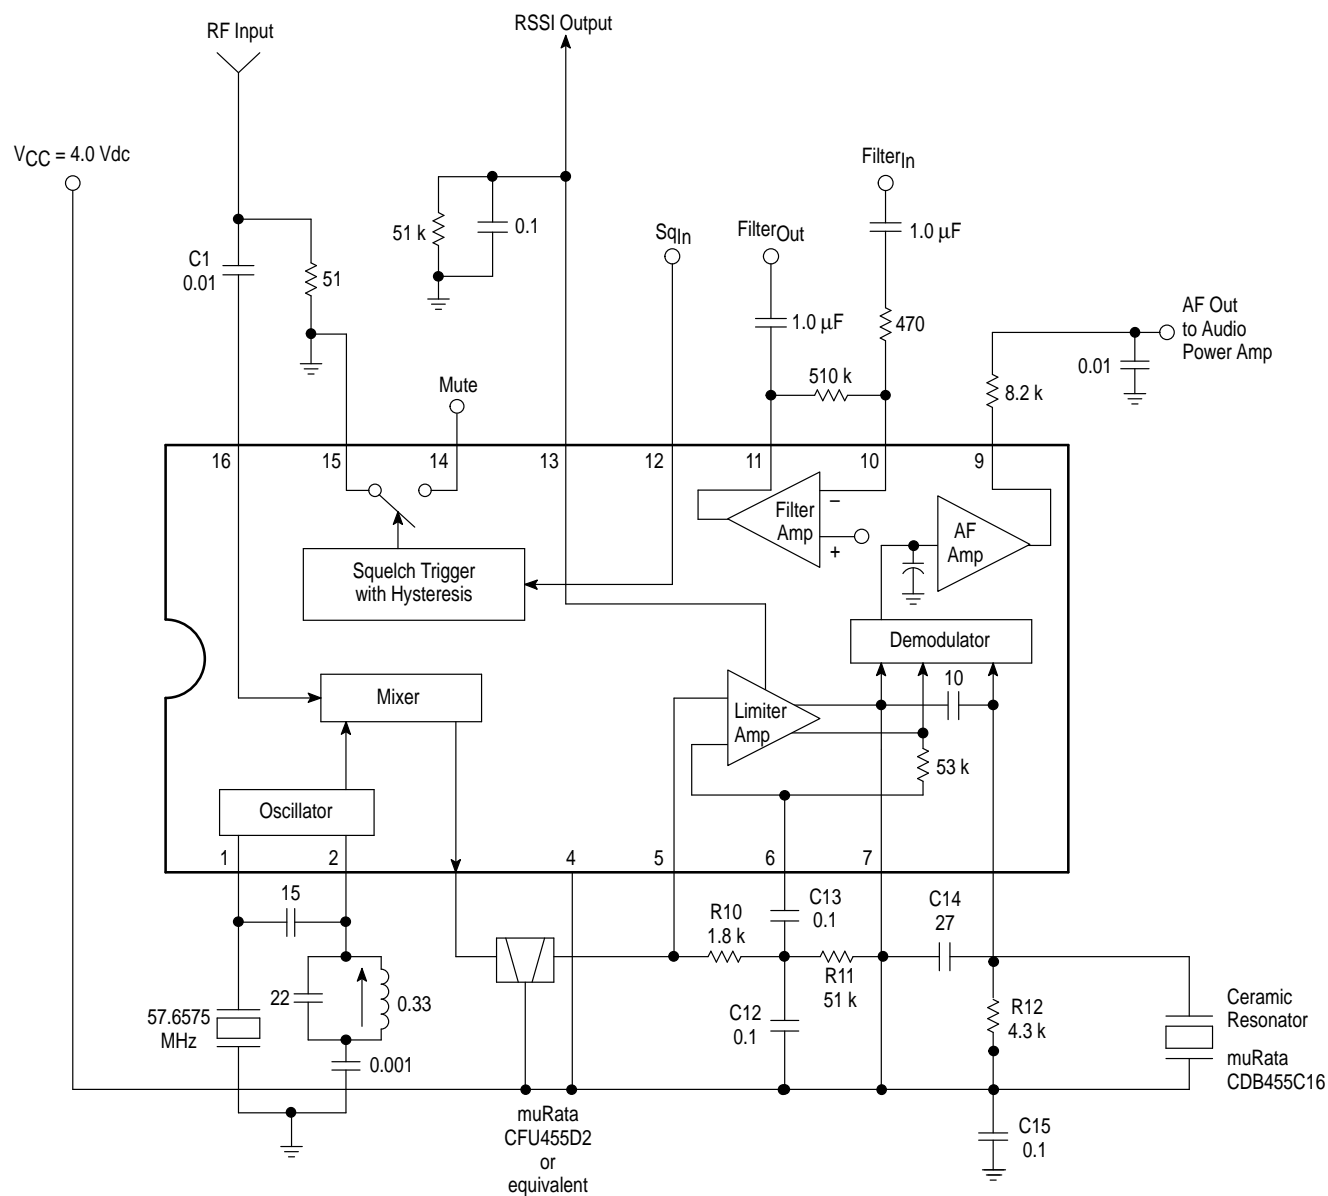 RF Input
RSSI Output
VCC = 4.0 Vdc
FilterIn
51 k
0.1
SqIn
FilterOut
1.0 µF
C1
0.01
51
1.0 µF
470
AF Out
to Audio
Power Amp
0.01
510 k
8.2 k
Mute
16
15
14
13
12
11
10
9
Filter
Amp
–
+
AF
Amp
Squelch Trigger
with Hysteresis
Demodulator
Mixer
Limiter
Amp
10
53 k
Oscillator
1
2
4
5
6
7
15
C13
0.1
C14
27
R10
1.8 k
R11
51 k
22
0.33
C12
0.1
R12
4.3 k
57.6575
MHz
0.001
Ceramic
Resonator
muRata
CDB455C16
muRata
CFU455D2
or
equivalent
C15
0.1